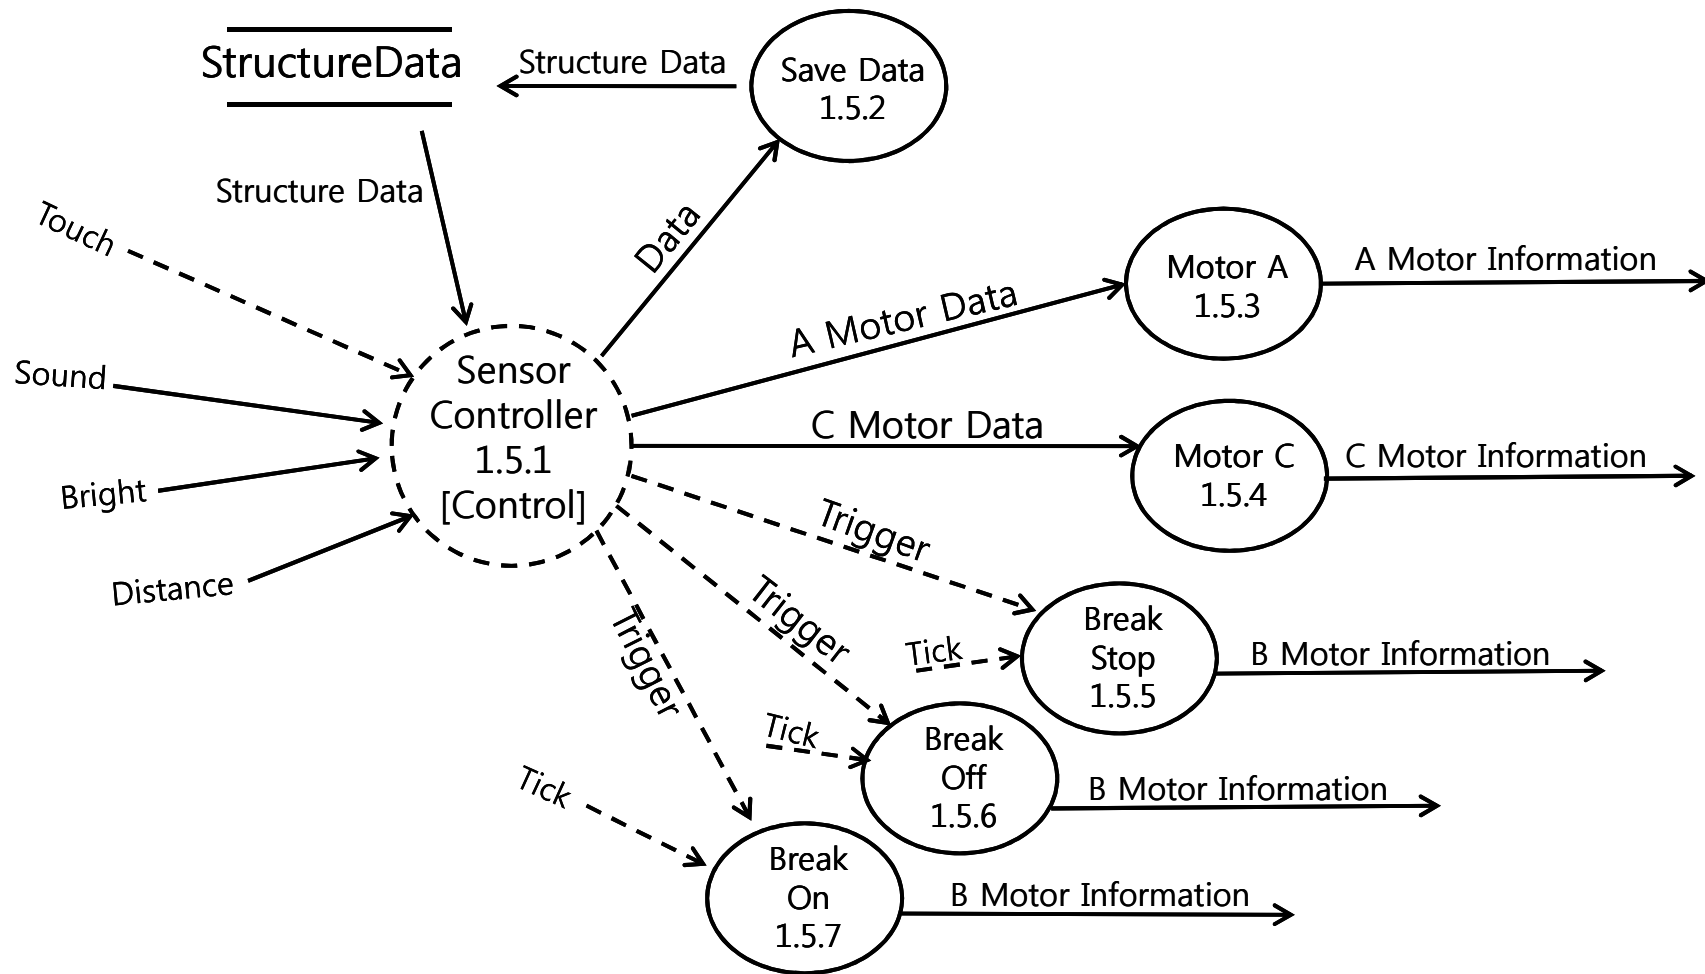 StructureData
Structure Data
Save Data
1.5.2
Structure Data
Data
Touch
Sound
Bright
Distance
Sensor
Controller
1.5.1
[Control]
A Motor Data
Motor A
1.5.3
A Motor Information
C Motor Data
Motor C
1.5.4
C Motor Information
Trigger
Trigger
Trigger
Tick
Break
Stop
1.5.5
B Motor Information
Tick
Break
Off
1.5.6
B Motor Information
Tick
Break
On
1.5.7
B Motor Information